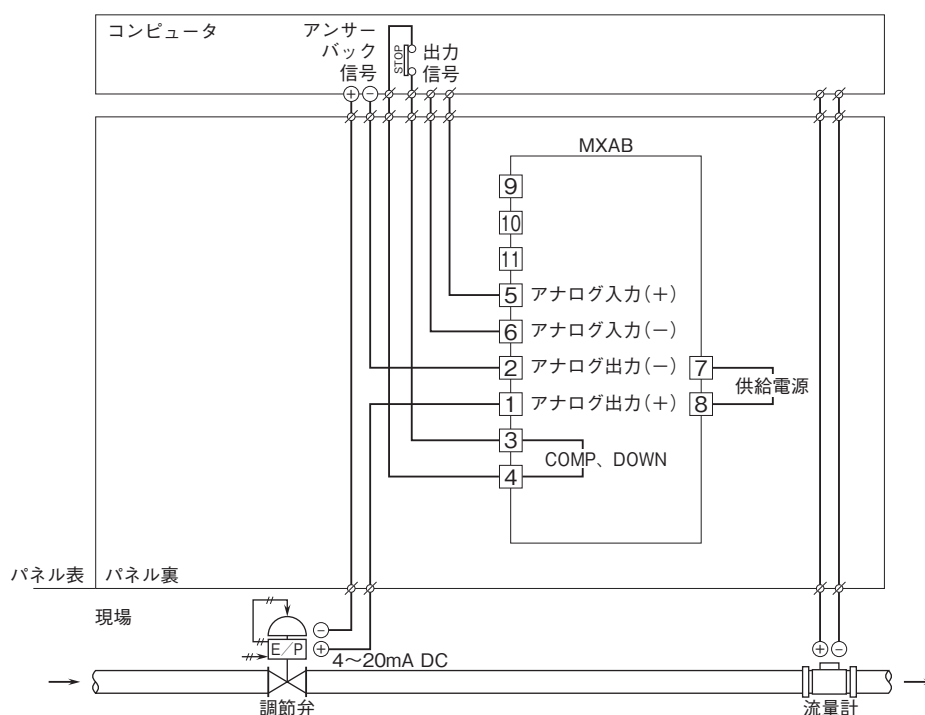 コンピュータ
アンサー
バック
信号
STOP
出力
信号
+ −
MXAB
9
10
11
5 アナログ入力(+)
6 アナログ入力(−)
2 アナログ出力(−)
1 アナログ出力(+)
3
4
COMP、DOWN
7
8
供給電源
パネル表
パネル裏
現場
E/P
−
+
4~20mA DC
調節弁
+ −
流量計